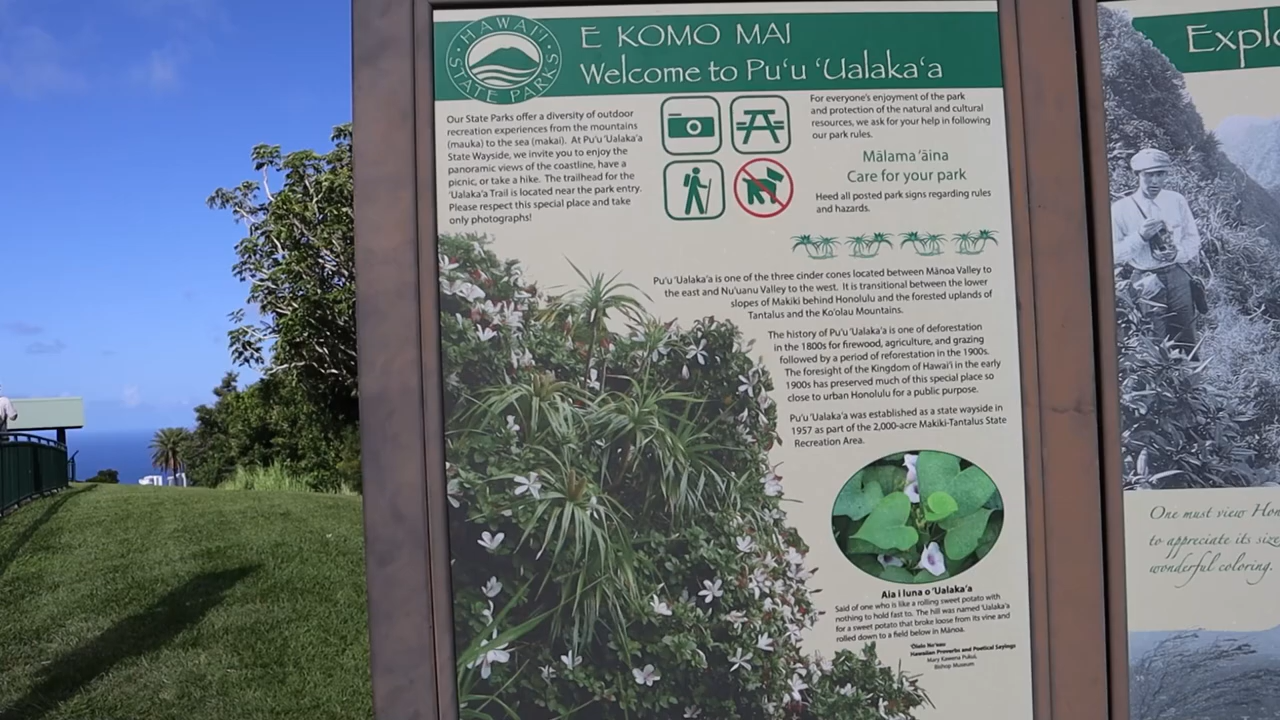 HAWAI'I
STATE PARKS
E KOMO MAI
Welcome to Pu'u 'Ualaka'a
Our State Parks offer a diversity of outdoor
recreation experiences from the mountains
(mauka) to the sea (makai). At Pu'u 'Ualaka'a
State Wayside, we invite you to enjoy the
panoramic views of the coastline, have a
picnic, or take a hike. The trailhead for the
'Ualaka'a Trail is located near the park entry.
Please respect this special place and take
only photographs!
For everyone's enjoyment of the park
and protection of the natural and cultural
resources, we ask for your help in following
our park rules.
Mālama 'āina
Care for your park
Heed all posted park signs regarding rules
and hazards.
Pu'u 'Ualaka'a is one of the three cinder cones located between Mānoa Valley to
the east and Nu'uanu Valley to the west. It is transitional between the lower
slopes of Makiki behind Honolulu and the forested uplands of
Tantalus and the Ko'olau Mountains.
The history of Pu'u 'Ualaka'a is one of deforestation
in the 1800s for firewood, agriculture, and grazing
followed by a period of reforestation in the 1900s.
The foresight of the Kingdom of Hawai'i in the early
1900s has preserved much of this special place so
close to urban Honolulu for a public purpose.
Pu'u 'Ualaka'a was established as a state wayside in
1957 as part of the 2,000-acre Makiki-Tantalus State
Recreation Area.
Aia i luna o 'Ualaka'a
Said of one who is like a rolling sweet potato with
nothing to hold fast to. The hill was named 'Ualaka'a
for a sweet potato that broke loose from its vine and
rolled down to a field below in Mānoa.
'Ōlelo No'eau
Hawaiian Proverbs and Poetical Sayings
Mary Kawena Pukui,
Bishop Museum
Explo
One must view Hon
to appreciate its size
wonderful coloring.